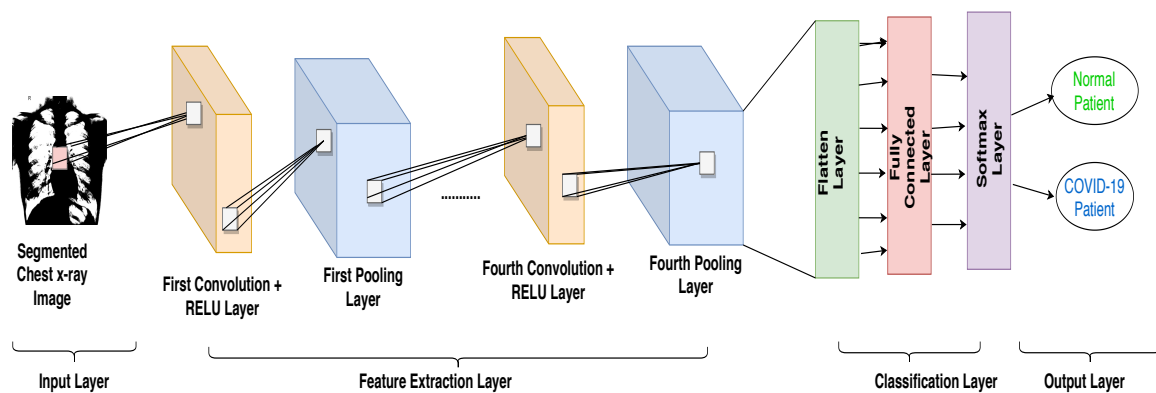 R
Segmented
Chest x-ray
Image
First Convolution +
RELU Layer
First Pooling
Layer
...........
Fourth Convolution +
RELU Layer
Fourth Pooling
Layer
Flatten
Layer
Fully
Connected
Layer
Softmax
Layer
Normal
Patient
COVID-19
Patient
Input Layer
Feature Extraction Layer
Classification Layer
Output Layer